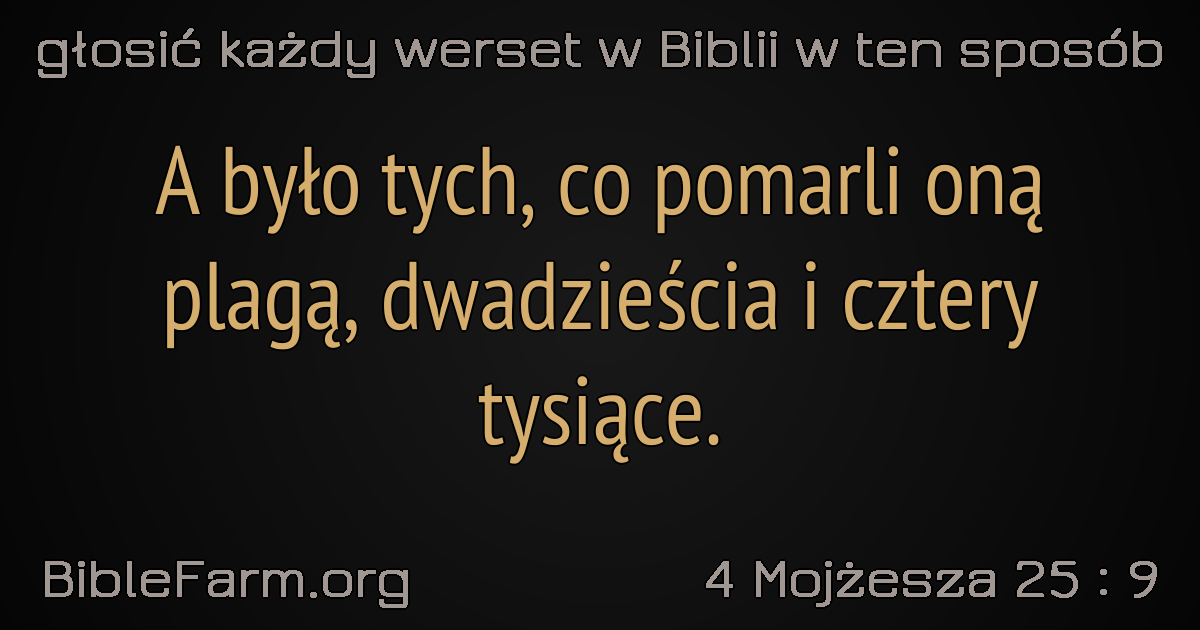 głosić każdy werset w Biblii w ten sposób
A było tych, co pomarli oną
plagą, dwadzieścia i cztery
tysiące.
BibleFarm.org
4 Mojżesza 25 : 9